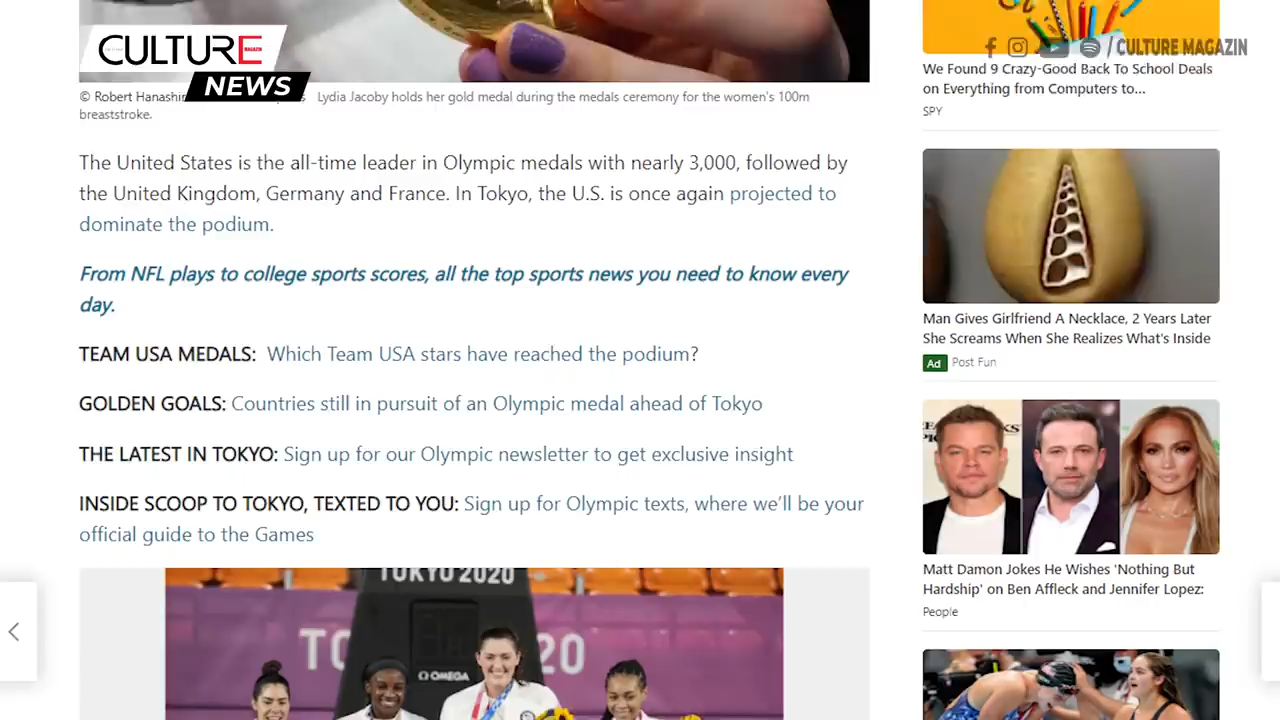 CULTURE
MAGAZIN
NEWS
/ CULTURE MAGAZIN
© Robert Hanashir
s Lydia Jacoby holds her gold medal during the medals ceremony for the women's 100m
breaststroke.
The United States is the all-time leader in Olympic medals with nearly 3,000, followed by
the United Kingdom, Germany and France. In Tokyo, the U.S. is once again projected to
dominate the podium.
From NFL plays to college sports scores, all the top sports news you need to know every
day.
TEAM USA MEDALS: Which Team USA stars have reached the podium?
GOLDEN GOALS: Countries still in pursuit of an Olympic medal ahead of Tokyo
THE LATEST IN TOKYO: Sign up for our Olympic newsletter to get exclusive insight
INSIDE SCOOP TO TOKYO, TEXTED TO YOU: Sign up for Olympic texts, where we'll be your
official guide to the Games
TOKYO 2020
TO
20
OMEGA
We Found 9 Crazy-Good Back To School Deals
on Everything from Computers to...
SPY
Man Gives Girlfriend A Necklace, 2 Years Later
She Screams When She Realizes What's Inside
Ad Post Fun
Matt Damon Jokes He Wishes 'Nothing But
Hardship' on Ben Affleck and Jennifer Lopez:
People